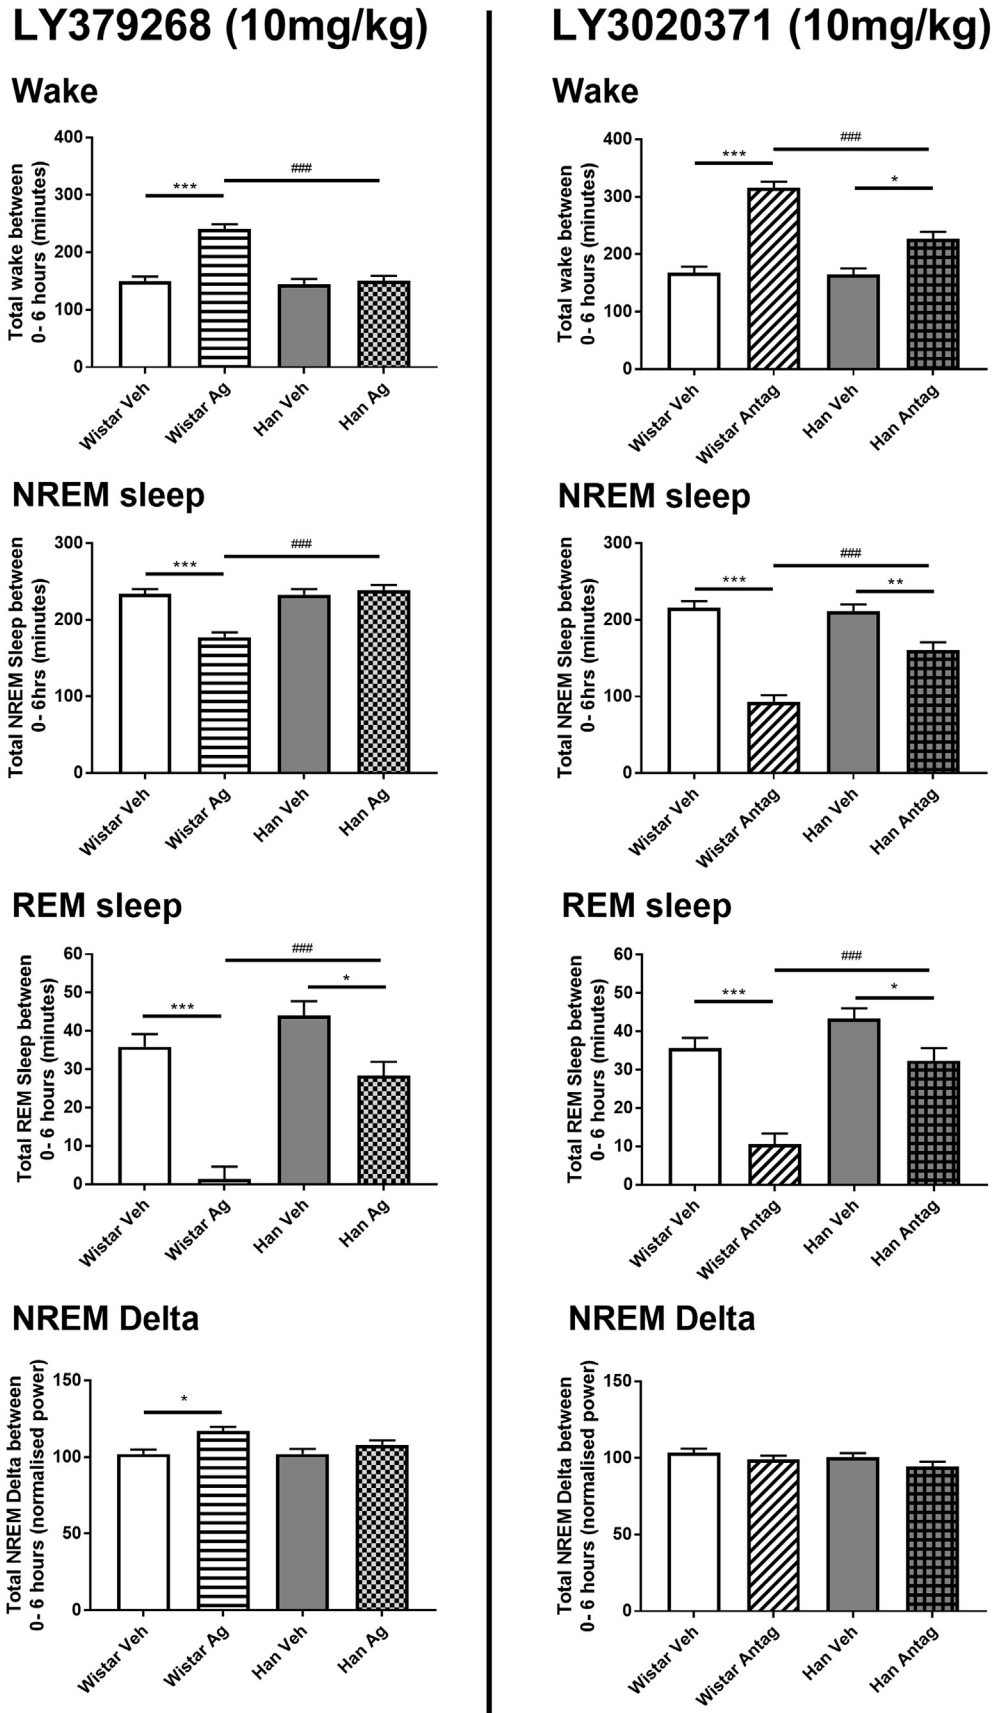 LY379268 (10mg/kg)
Wake
Total wake between
0- 6 hours (minutes)
400
300
200
100
0
***
###
Wistar Veh
Wistar Ag
Han Veh
Han Ag
NREM sleep
Total NREM Sleep between
0- 6hrs (minutes)
300
200
100
0
***
###
Wistar Veh
Wistar Ag
Han Veh
Han Ag
REM sleep
Total REM Sleep between
0- 6 hours (minutes)
60
50
40
30
20
10
0
***
###
*
Wistar Veh
Wistar Ag
Han Veh
Han Ag
NREM Delta
Total NREM Delta between
0- 6 hours (normalised power)
150
100
50
0
*
Wistar Veh
Wistar Ag
Han Veh
Han Ag
LY3020371 (10mg/kg)
Wake
Total wake between
0- 6 hours (minutes)
400
300
200
100
0
***
###
*
Wistar Veh
Wistar Antag
Han Veh
Han Antag
NREM sleep
Total NREM Sleep between
0- 6hrs (minutes)
300
200
100
0
***
###
**
Wistar Veh
Wistar Antag
Han Veh
Han Antag
REM sleep
Total REM Sleep between
0- 6 hours (minutes)
60
50
40
30
20
10
0
***
###
*
Wistar Veh
Wistar Antag
Han Veh
Han Antag
NREM Delta
Total NREM Delta between
0- 6 hours (normalised power)
150
100
50
0
Wistar Veh
Wistar Antag
Han Veh
Han Antag